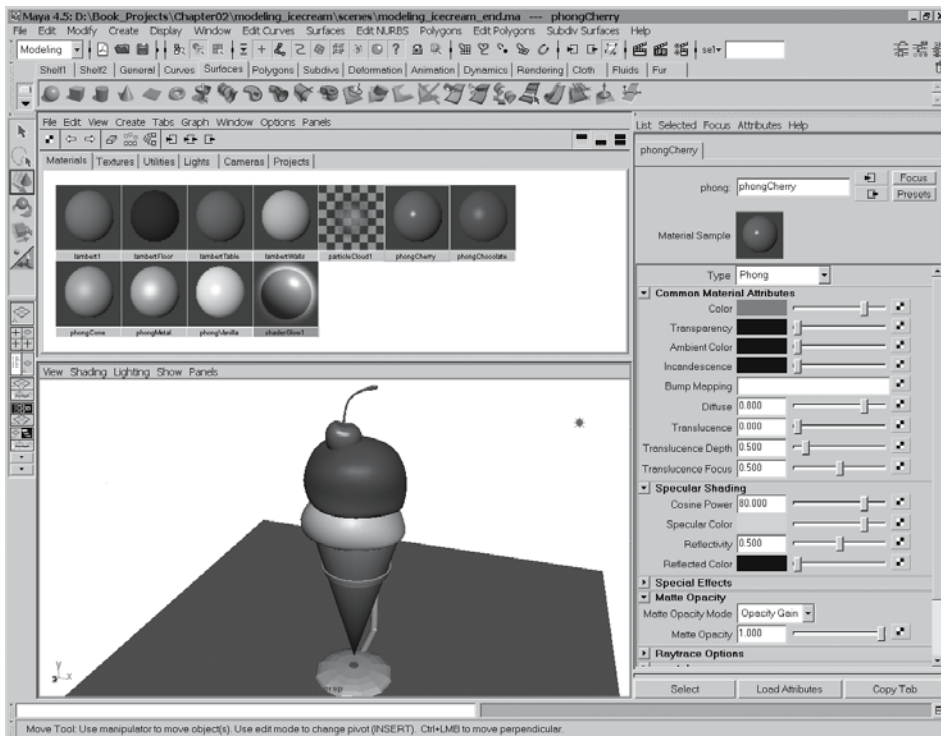 Maya 4.5: D:\Book_Projects\Chapter02\modeling_icecream\scenes\modeling_icecream_end.ma --- phongCherry
File Edit Modify Create Display Window Edit Curves Surfaces Edit NURBS Polygons Edit Polygons Subdiv Surfaces Help
Modeling
sel
Shelf1 Shelf2 General Curves Surfaces Polygons Subdivs Deformation Animation Dynamics Rendering Cloth Fluids Fur
File Edit View Create Tabs Graph Window Options Panels
Materials Textures Utilities Lights Cameras Projects
lambert1 lambertFloor lambertTable lambertWalls particleCloud1 phongCherry phongChocolate
phongCone phongMetal phongVanilla shaderGlow1
View Shading Lighting Show Panels
y
x
z
persp
List Selected Focus Attributes Help
phongCherry
phong: phongCherry
Focus
Presets
Material Sample
Type Phong
Common Material Attributes
Color
Transparency
Ambient Color
Incandescence
Bump Mapping
Diffuse 0.800
Translucence 0.000
Translucence Depth 0.500
Translucence Focus 0.500
Specular Shading
Cosine Power 80.000
Specular Color
Reflectivity 0.500
Reflected Color
Special Effects
Matte Opacity
Matte Opacity Mode Opacity Gain
Matte Opacity 1.000
Raytrace Options
Select Load Attributes Copy Tab
Move Tool: Use manipulator to move object(s). Use edit mode to change pivot (INSERT). Ctrl+LMB to move perpendicular.